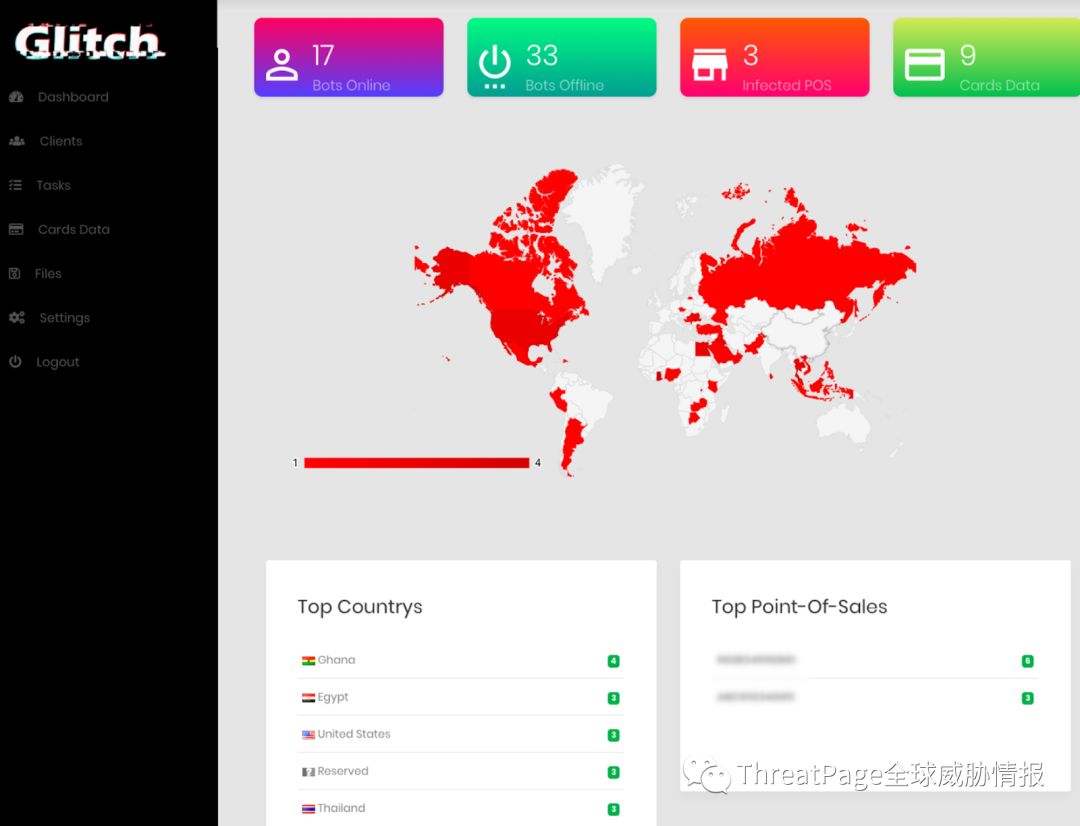 Glitch
Dashboard
Clients
Tasks
Cards Data
Files
Settings
Logout
17
Bots Online
33
Bots Offline
3
Infected POS
9
Cards Data
1
4
Top Countrys
Ghana 4
Egypt 3
United States 3
Reserved 3
Thailand 3
Top Point-Of-Sales
6
3
ThreatPage全球威胁情报